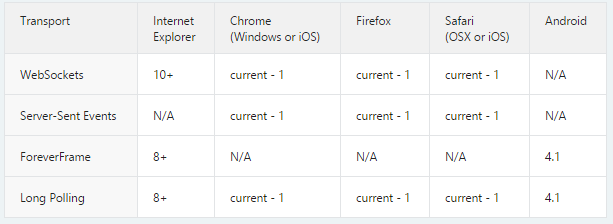 Transport Internet Explorer Chrome (Windows or iOS) Firefox Safari (OSX or iOS) Android
WebSockets 10+ current - 1 current - 1 current - 1 N/A
Server-Sent Events N/A current - 1 current - 1 current - 1 N/A
ForeverFrame 8+ N/A N/A N/A 4.1
Long Polling 8+ current - 1 current - 1 current - 1 4.1